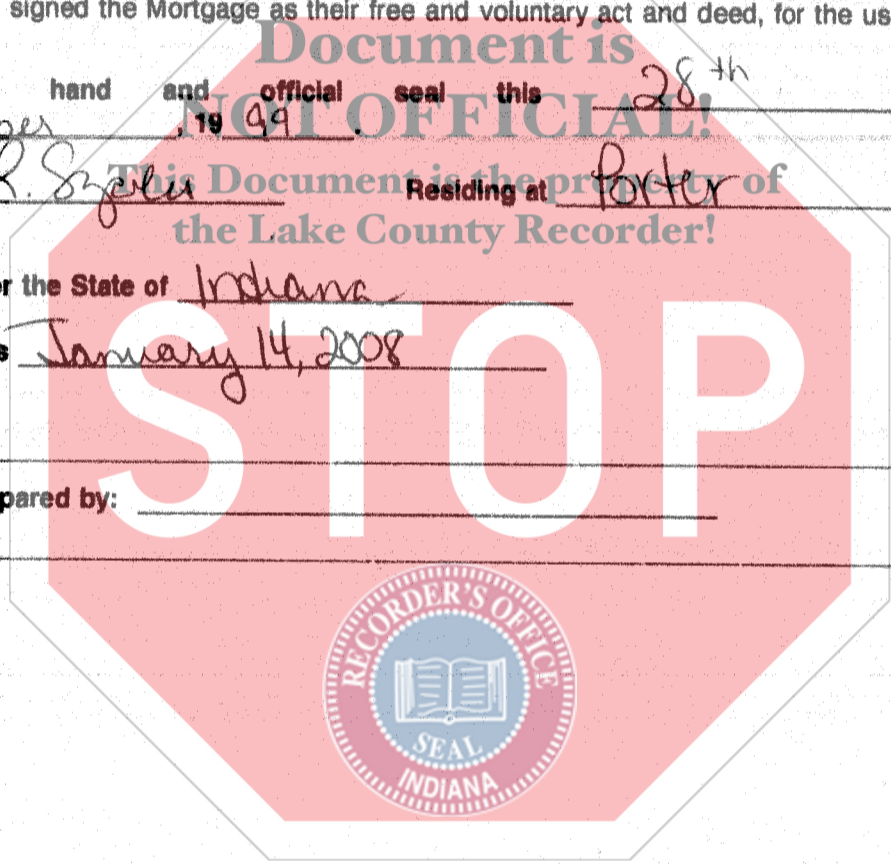 signed the Mortgage as their free and voluntary act and deed, for the us
Document is
hand and official seal this 28th
NOT OFFICIAL!
, 19 99 .
This Document is the property of
R. Residing at Porter
the Lake County Recorder!
r the State of Indiana
s January 14, 2008
STOP
pared by:
RECORDER'S OFFICE
SEAL
INDIANA